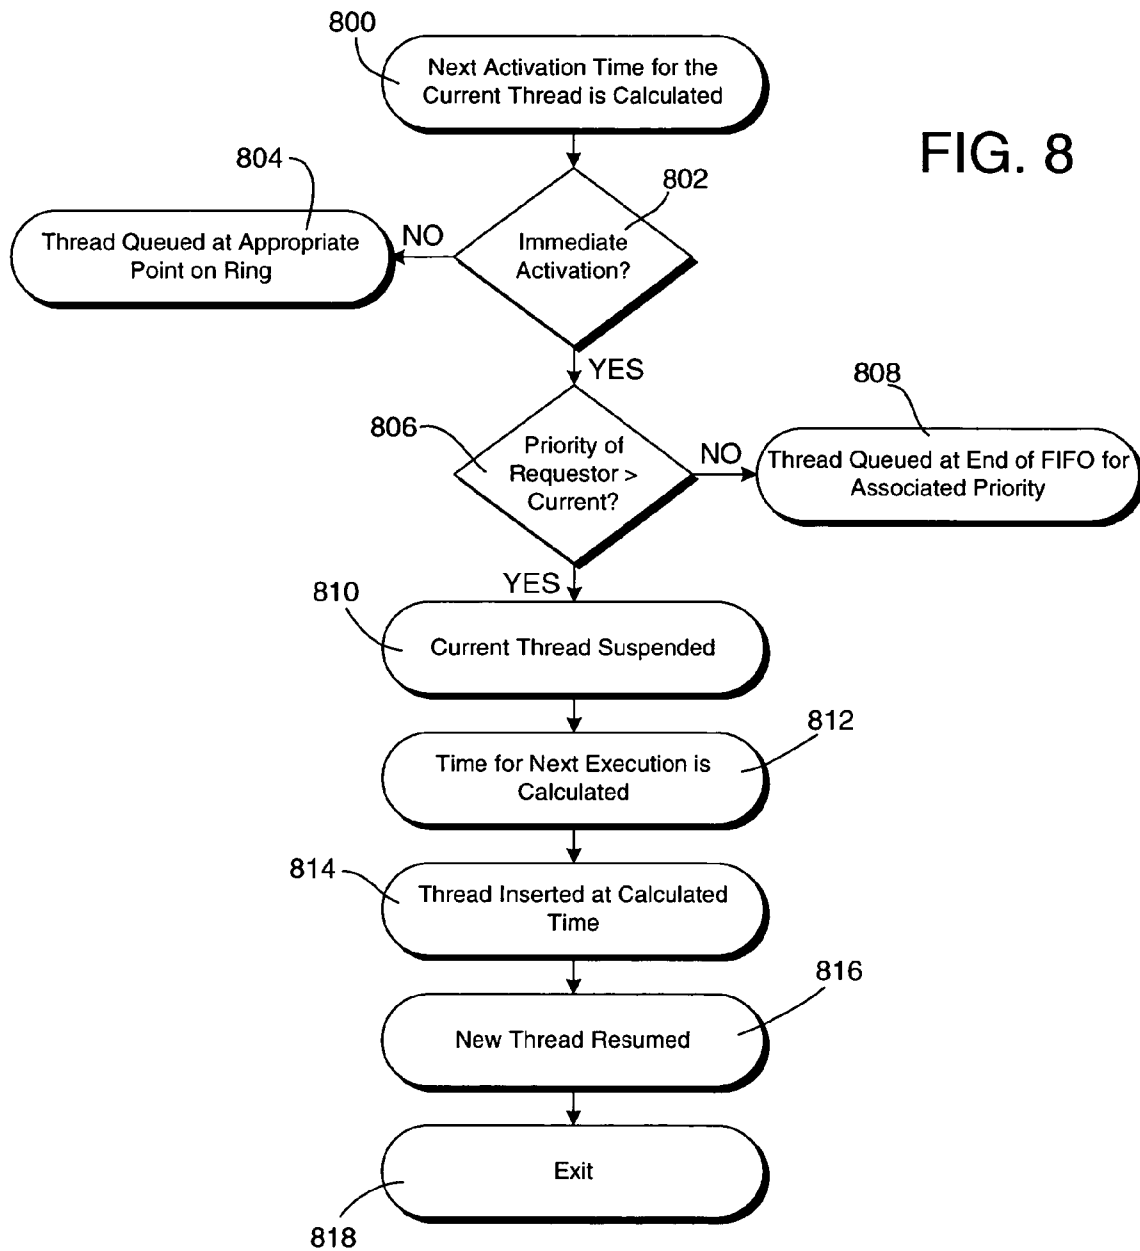 800
Next Activation Time for the
Current Thread is Calculated
FIG. 8
804
802
Thread Queued at Appropriate
Point on Ring
NO
Immediate
Activation?
YES
808
806
Priority of
Requestor >
Current?
NO
Thread Queued at End of FIFO for
Associated Priority
YES
810
Current Thread Suspended
812
Time for Next Execution is
Calculated
814
Thread Inserted at Calculated
Time
816
New Thread Resumed
Exit
818